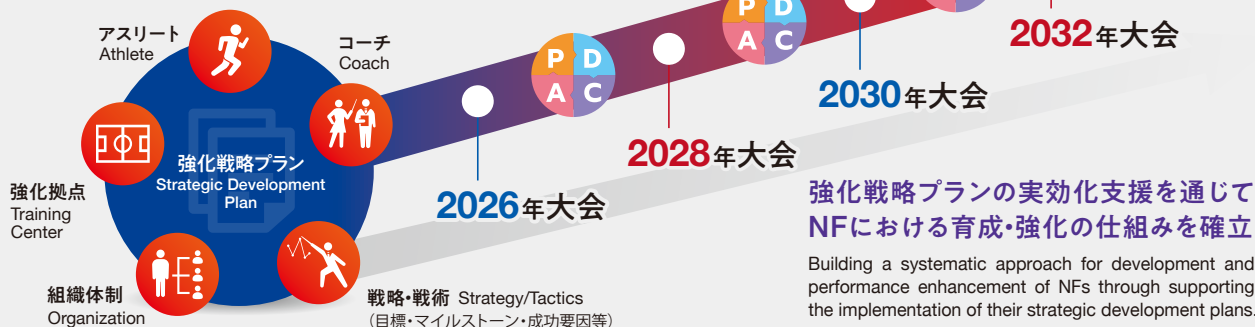 アスリート
Athlete
コーチ
Coach
強化戦略プラン
Strategic Development
Plan
強化拠点
Training
Center
組織体制
Organization
戦略・戦術 Strategy/Tactics
（目標・マイルストーン・成功要因等）
P D
A C
2026年大会
2028年大会
P D
A C
2030年大会
2032年大会
強化戦略プランの実効化支援を通じて
NFにおける育成・強化の仕組みを確立
Building a systematic approach for development and
performance enhancement of NFs through supporting
the implementation of their strategic development plans.